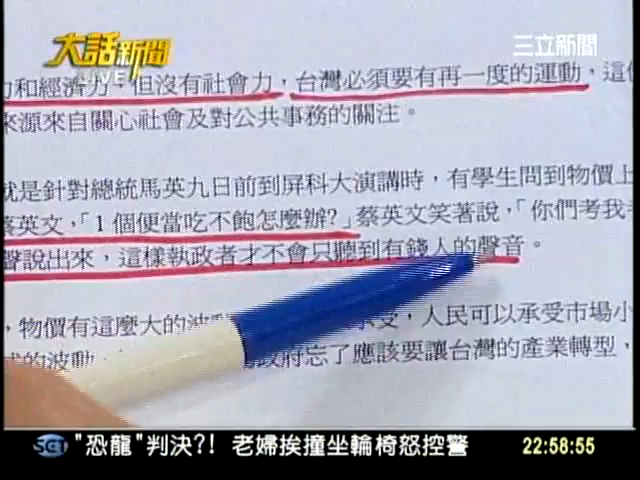 大話新聞
LIVE
三立新聞
力和經濟力，但沒有社會力，台灣必須要有再一度的運動，這
來源來自關心社會及對公共事務的關注。
就是針對總統馬英九日前到屏科大演講時，有學生問到物價上
蔡英文，「1個便當吃不飽怎麼辦?」蔡英文笑著說，「你們考我考
聲說出來，這樣執政者才不會只聽到有錢人的聲音。
，物價有這麼大的波動 承受，人民可以承受市場小
式的波動 政府忘了應該要讓台灣的產業轉型，
SET "恐龍"判決?! 老婦挨撞坐輪椅怒控警 22:58:55